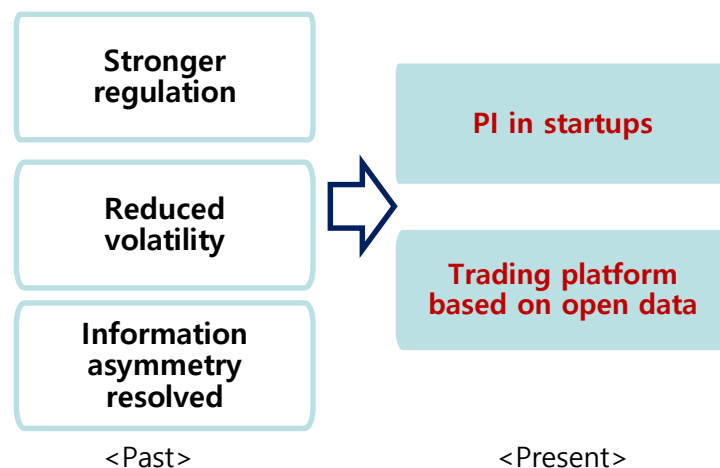 Stronger
regulation
Reduced
volatility
Information
asymmetry
resolved
<Past>
PI in startups
Trading platform
based on open data
<Present>